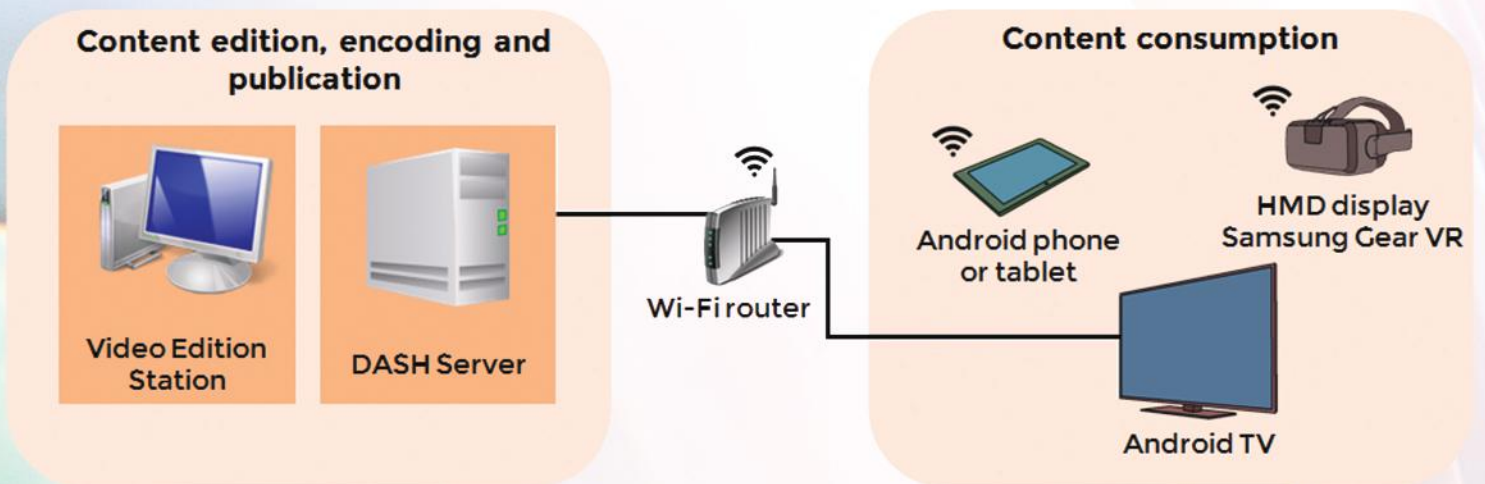 Content edition, encoding and
publication
Video Edition
Station
DASH Server
Wi-Fi router
Content consumption
Android phone
or tablet
HMD display
Samsung Gear VR
Android TV